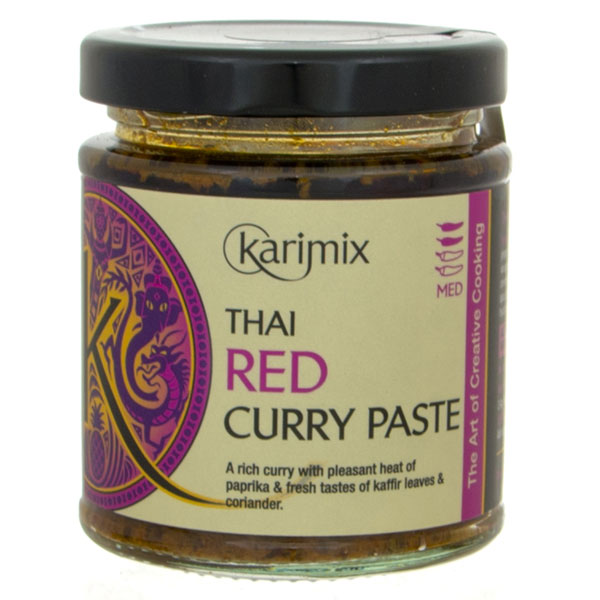 Karimix
MED
THAI
RED
CURRY PASTE
A rich curry with pleasant heat of
paprika & fresh tastes of kaffir leaves &
coriander.
The Art of Creative Cooking
K